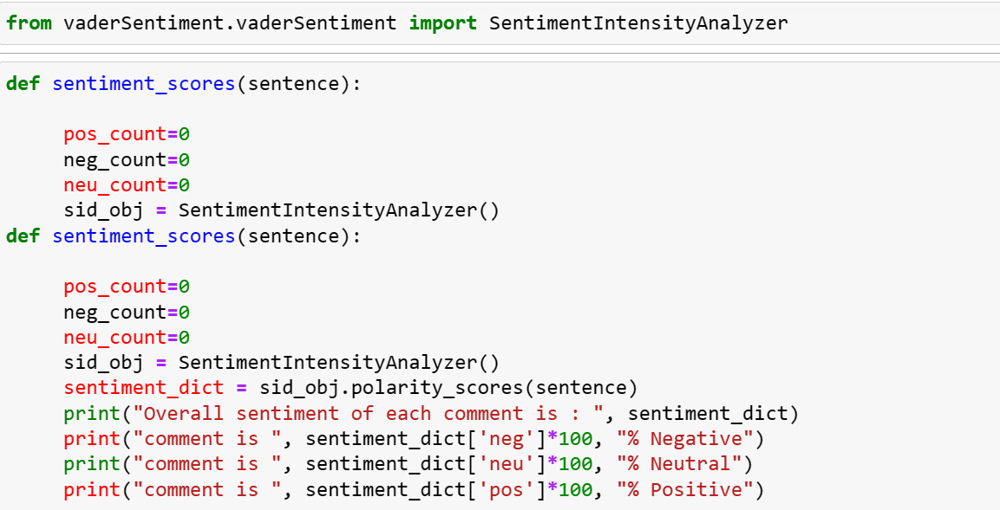 from vaderSentiment.vaderSentiment import SentimentIntensityAnalyzer
def sentiment_scores(sentence):
pos_count=0
neg_count=0
neu_count=0
sid_obj = SentimentIntensityAnalyzer()
def sentiment_scores(sentence):
pos_count=0
neg_count=0
neu_count=0
sid_obj = SentimentIntensityAnalyzer()
sentiment_dict = sid_obj.polarity_scores(sentence)
print("Overall sentiment of each comment is : ", sentiment_dict)
print("comment is ", sentiment_dict['neg']*100, "% Negative")
print("comment is ", sentiment_dict['neu']*100, "% Neutral")
print("comment is ", sentiment_dict['pos']*100, "% Positive")